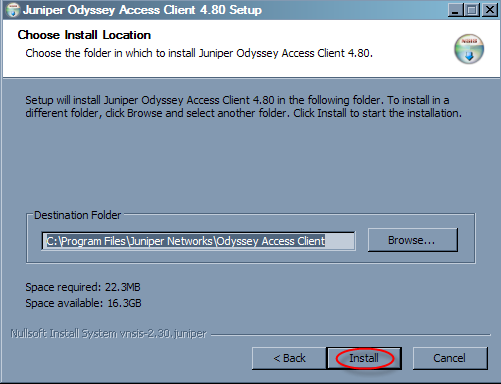 Juniper Odyssey Access Client 4.80 Setup
Choose Install Location
Choose the folder in which to install Juniper Odyssey Access Client 4.80.
Setup will install Juniper Odyssey Access Client 4.80 in the following folder. To install in a
different folder, click Browse and select another folder. Click Install to start the installation.
Destination Folder
C:\Program Files\Juniper Networks\Odyssey Access Client
Browse...
Space required: 22.3MB
Space available: 16.3GB
Nullsoft Install System vnsis-2.30.juniper
< Back
Install
Cancel